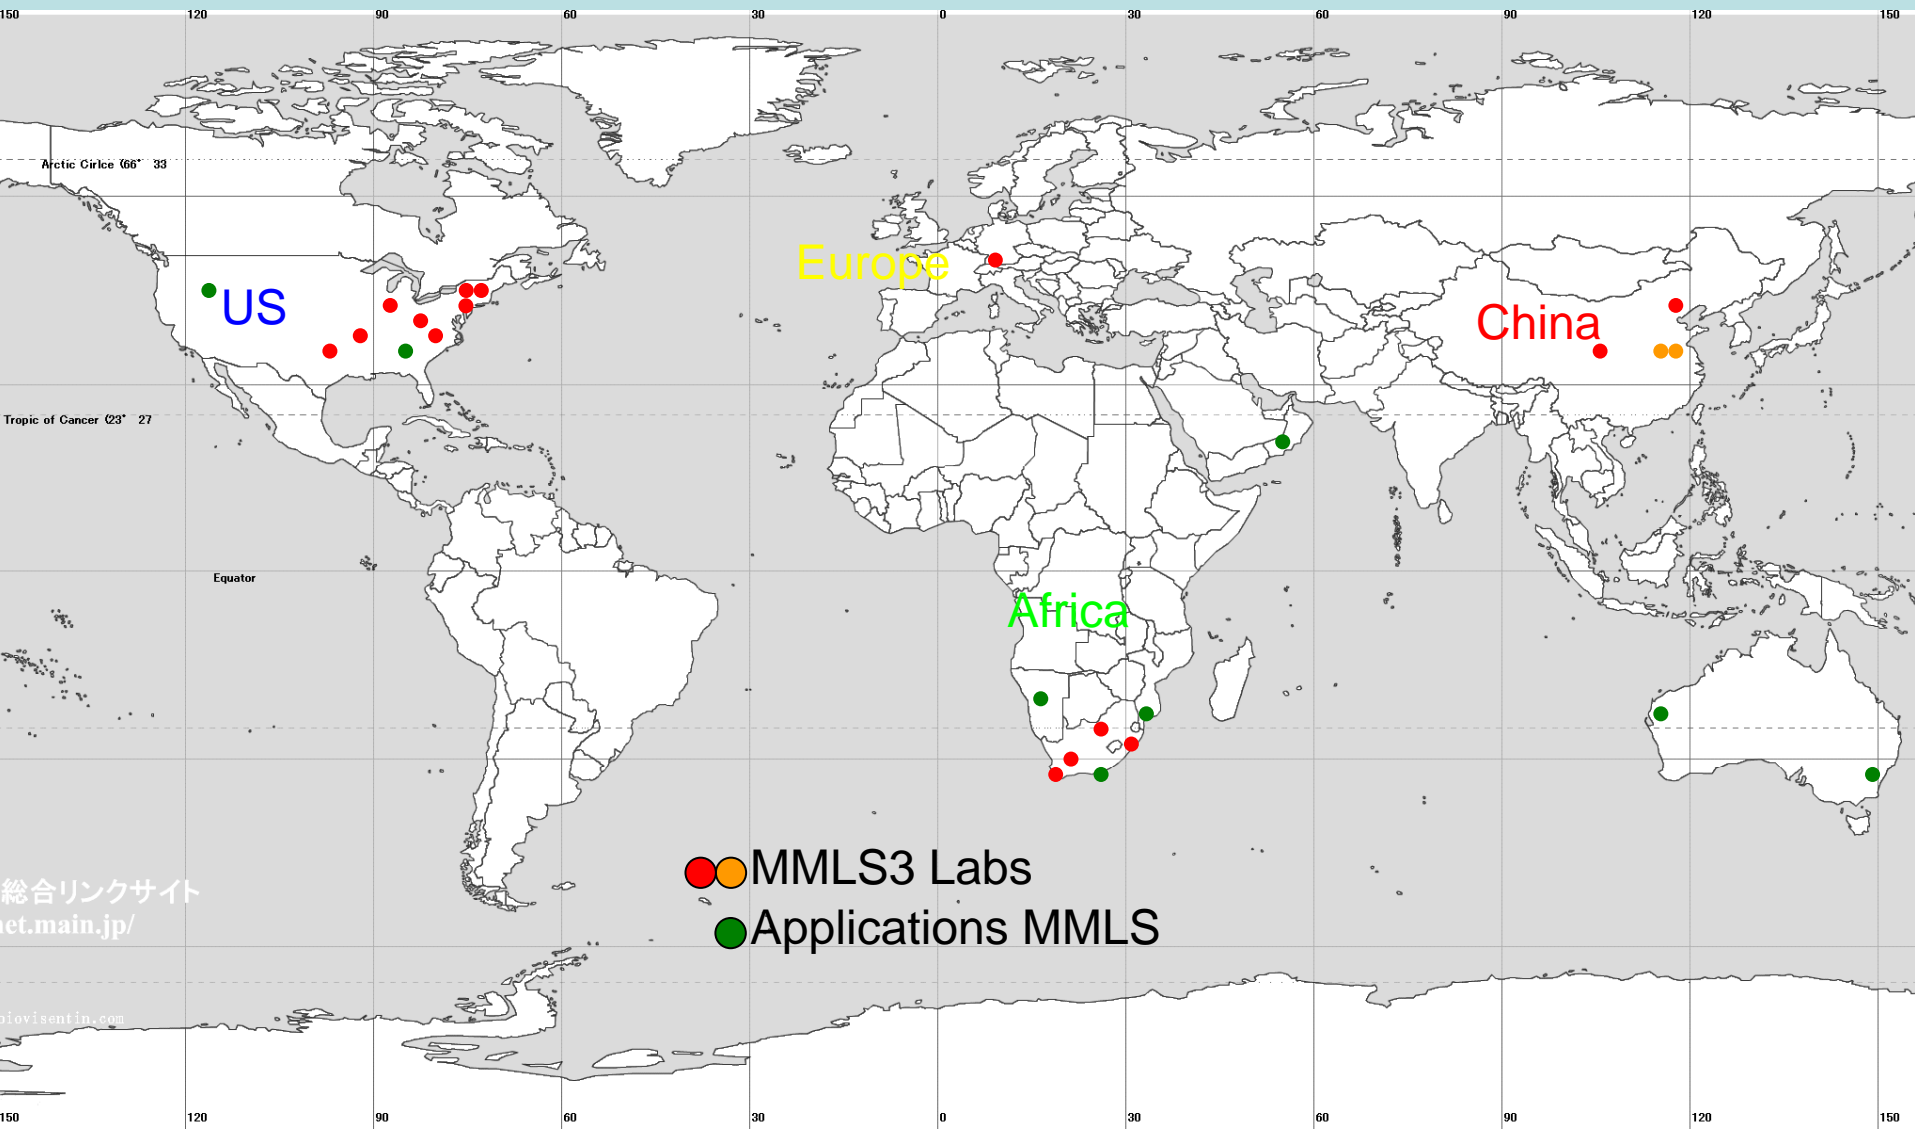 150 120 90 60 30 0 30 60 90 120 150
Arctic Cirlce (66° 33
Europe
US
China
Tropic of Cancer (23° 27
Equator
Africa
MMLS3 Labs
総合リンクサイト
Applications MMLS
net.main.jp/
biovisentin.com
150 120 90 60 30 0 30 60 90 120 150